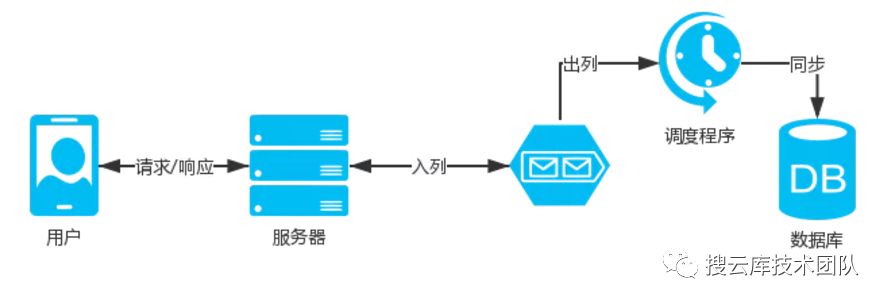 出列
同步
调度程序
请求/响应
入列
DB
用户
服务器
数据库
搜云库技术团队